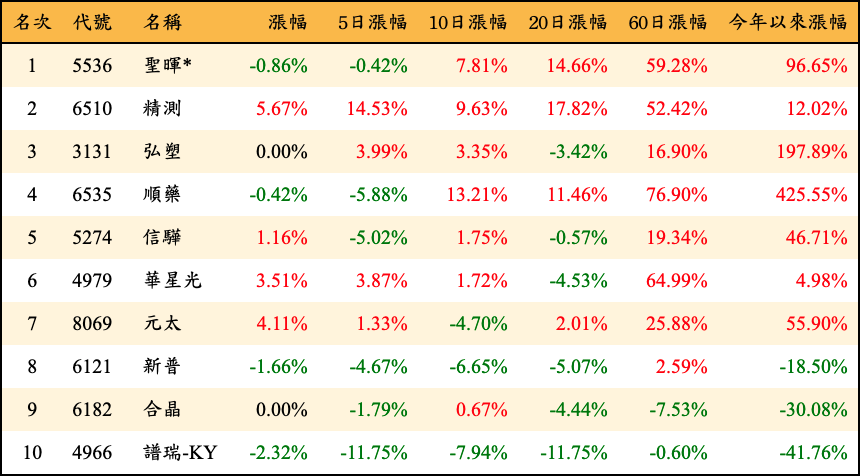 名次 代號 名稱 漲幅 5日漲幅 10日漲幅 20日漲幅 60日漲幅 今年以來漲幅
1 5536 聖暉* -0.86% -0.42% 7.81% 14.66% 59.28% 96.65%
2 6510 精測 5.67% 14.53% 9.63% 17.82% 52.42% 12.02%
3 3131 弘塑 0.00% 3.99% 3.35% -3.42% 16.90% 197.89%
4 6535 順藥 -0.42% -5.88% 13.21% 11.46% 76.90% 425.55%
5 5274 信驊 1.16% -5.02% 1.75% -0.57% 19.34% 46.71%
6 4979 華星光 3.51% 3.87% 1.72% -4.53% 64.99% 4.98%
7 8069 元太 4.11% 1.33% -4.70% 2.01% 25.88% 55.90%
8 6121 新普 -1.66% -4.67% -6.65% -5.07% 2.59% -18.50%
9 6182 合晶 0.00% -1.79% 0.67% -4.44% -7.53% -30.08%
10 4966 譜瑞-KY -2.32% -11.75% -7.94% -11.75% -0.60% -41.76%